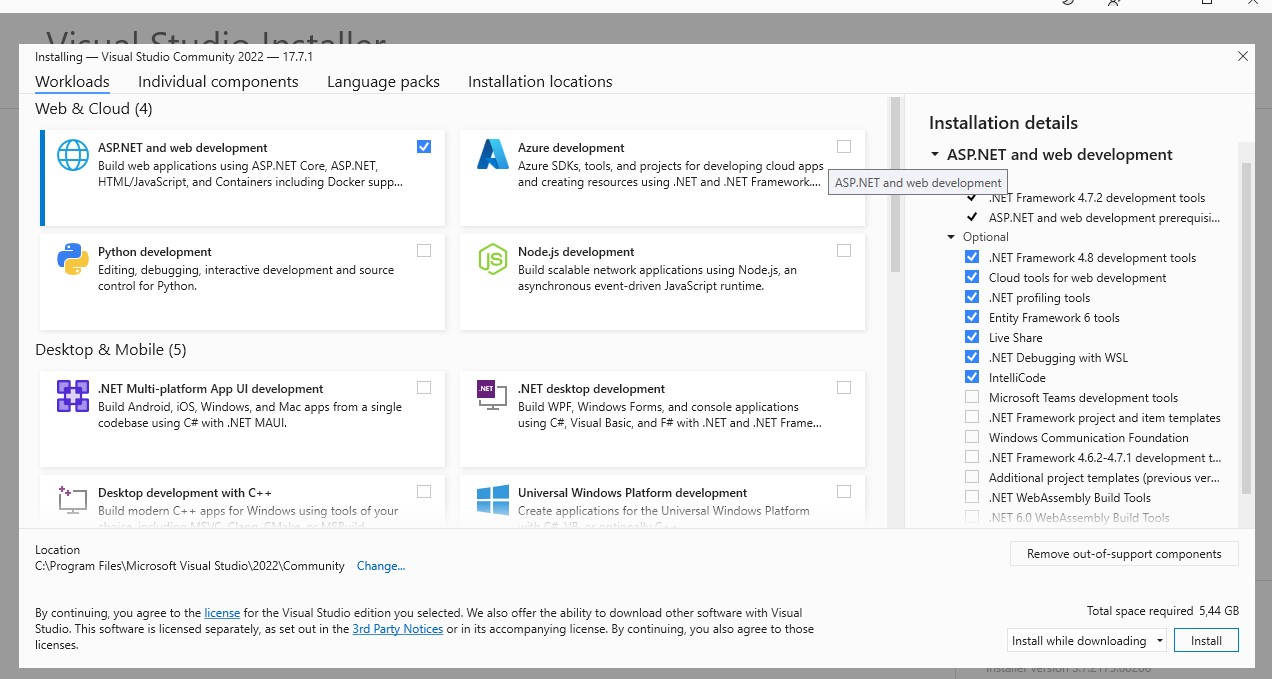 Visual Studio Installer
Installing — Visual Studio Community 2022 — 17.7.1
Workloads
Individual components
Language packs
Installation locations
Web & Cloud (4)
ASP.NET and web development
Build web applications using ASP.NET Core, ASP.NET,
HTML/JavaScript, and Containers including Docker supp...
Azure development
Azure SDKs, tools, and projects for developing cloud apps
and creating resources using .NET and .NET Framework....
Python development
Editing, debugging, interactive development and source
control for Python.
Node.js development
Build scalable network applications using Node.js, an
asynchronous event-driven JavaScript runtime.
Desktop & Mobile (5)
.NET Multi-platform App UI development
Build Android, iOS, Windows, and Mac apps from a single
codebase using C# with .NET MAUI.
.NET desktop development
Build WPF, Windows Forms, and console applications
using C#, Visual Basic, and F# with .NET and .NET Frame...
Desktop development with C++
Build modern C++ apps for Windows using tools of your
choice, including MSVC, Clang, CMake, or MSBuild.
Universal Windows Platform development
Create applications for the Universal Windows Platform
with C#, VB, or optionally C++.
Installation details
ASP.NET and web development
ASP.NET and web development
.NET Framework 4.7.2 development tools
ASP.NET and web development prerequisi...
Optional
.NET Framework 4.8 development tools
Cloud tools for web development
.NET profiling tools
Entity Framework 6 tools
Live Share
.NET Debugging with WSL
IntelliCode
Microsoft Teams development tools
.NET Framework project and item templates
Windows Communication Foundation
.NET Framework 4.6.2-4.7.1 development t...
Additional project templates (previous ver...
.NET WebAssembly Build Tools
.NET 6.0 WebAssembly Build Tools
Location
C:\Program Files\Microsoft Visual Studio\2022\Community Change...
Remove out-of-support components
By continuing, you agree to the license for the Visual Studio edition you selected. We also offer the ability to download other software with Visual
Studio. This software is licensed separately, as set out in the 3rd Party Notices or in its accompanying license. By continuing, you also agree to those
licenses.
Total space required 5,44 GB
Install while downloading
Install